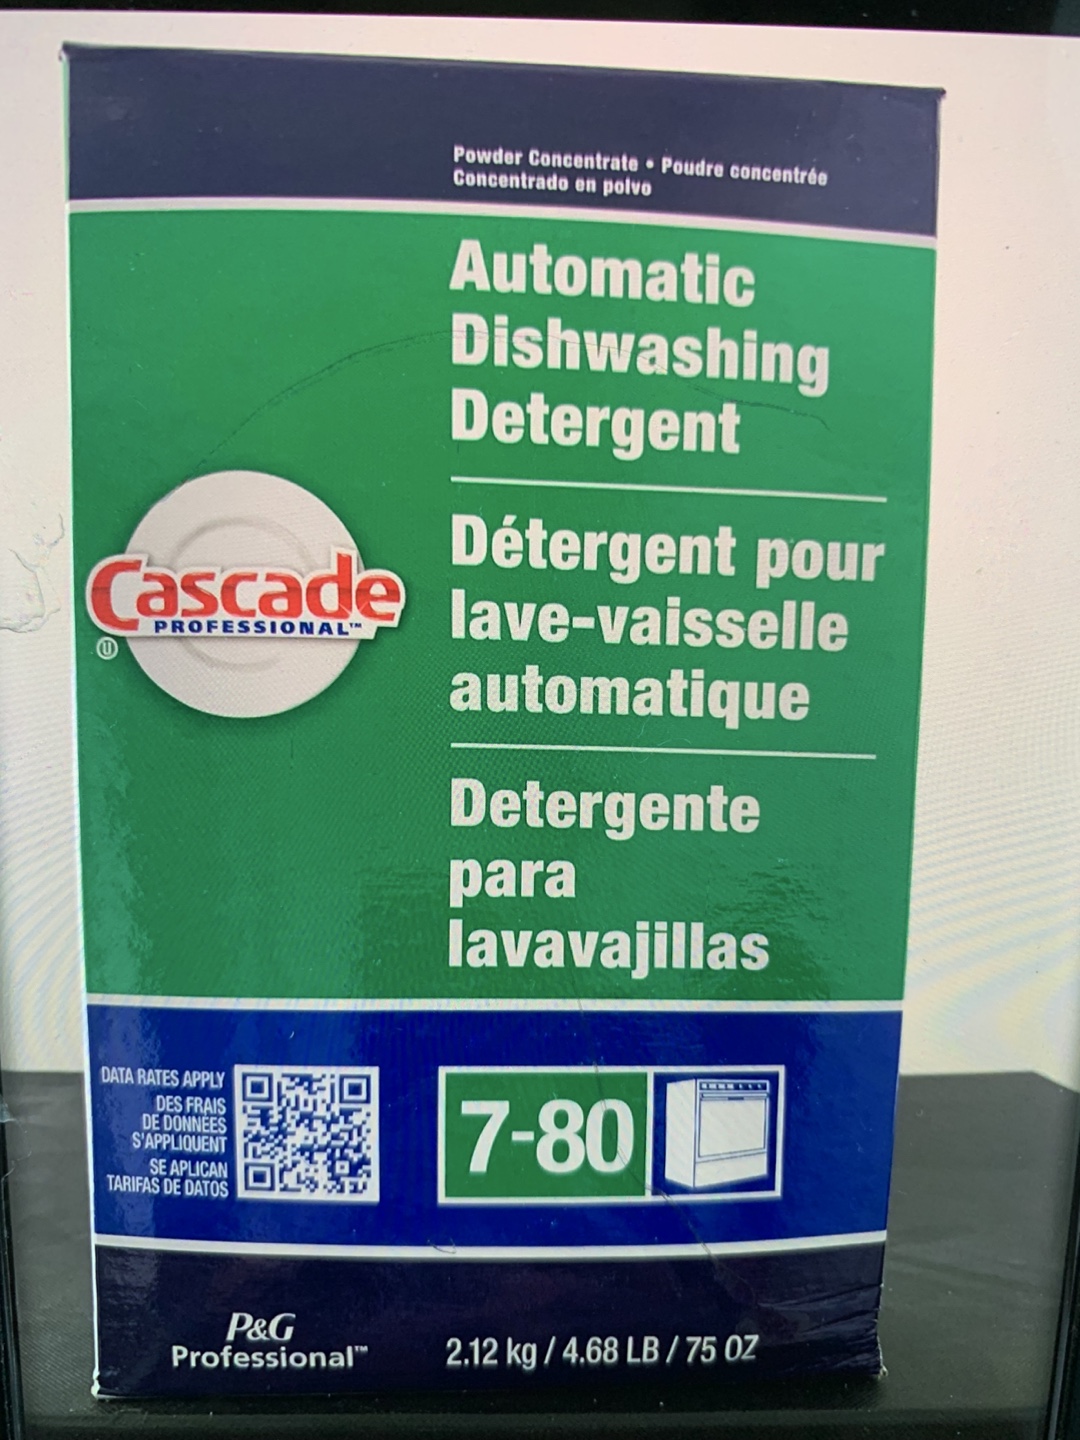 Powder Concentrate • Poudre concentrée
Concentrado en polvo
Automatic
Dishwashing
Detergent
Détergent pour
lave-vaisselle
automatique
Detergente
para
lavavajillas
Cascade
PROFESSIONAL™
Ⓤ
DATA RATES APPLY
DES FRAIS
DE DONNÉES
S'APPLIQUENT
SE APLICAN
TARIFAS DE DATOS
7-80
P&G
Professional™
2.12 kg / 4.68 LB / 75 OZ